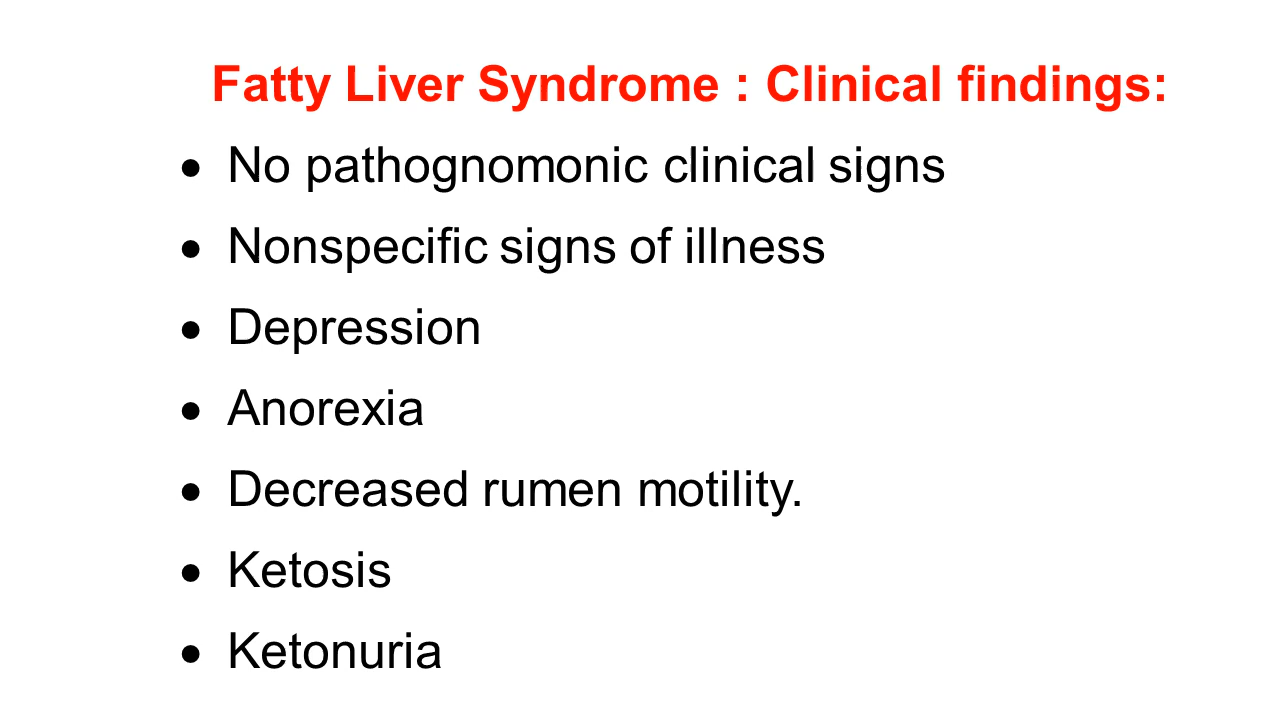 Fatty Liver Syndrome : Clinical findings:
• No pathognomonic clinical signs
• Nonspecific signs of illness
• Depression
• Anorexia
• Decreased rumen motility.
• Ketosis
• Ketonuria